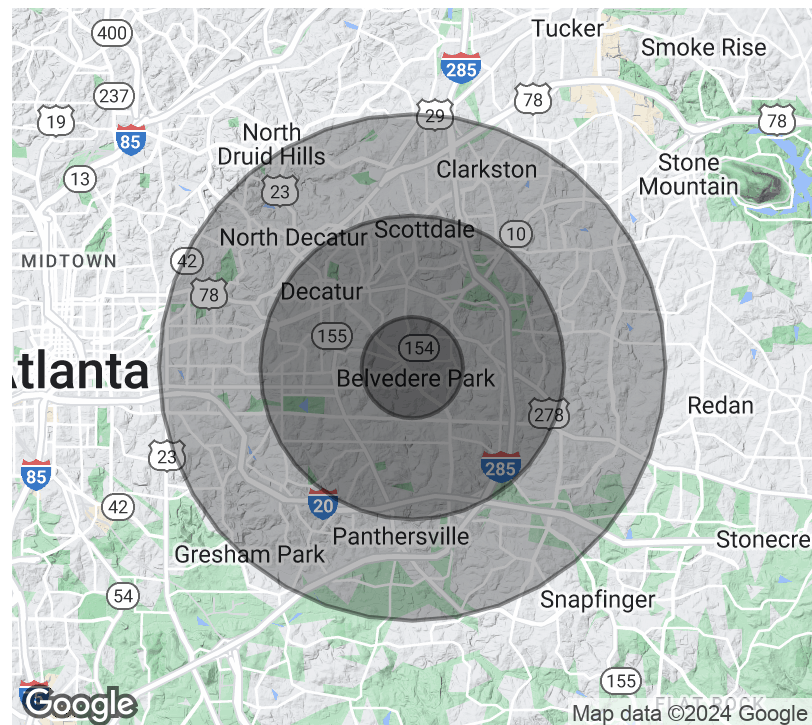 Tucker
400
Smoke Rise
285
237
78
19
29
78
85
North
Druid Hills
Clarkston
Stone
Mountain
13
23
North Decatur
Scottdale
10
MIDTOWN
42
78
Decatur
155
154
Atlanta
Belvedere Park
Redan
278
23
285
85
20
42
Panthersville
Stonecre
Gresham Park
54
Snapfinger
155
Google
FLAT ROCK
Map data ©2024 Google